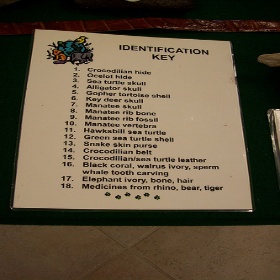 IDENTIFICATION
KEY
1. Crocodilian hide
2. Ocelot hide
3. Sea turtle skull
4. Alligator skull
5. Gopher tortoise shell
6. Key deer skull
7. Manatee skull
8. Manatee rib bone
9. Manatee rib fossil
10. Manatee vertebra
11. Hawksbill sea turtle
12. Green sea turtle shell
13. Snake skin purse
14. Crocodilian belt
15. Crocodilian/sea turtle leather
16. Black coral, walrus ivory, sperm
whale tooth carving
17. Elephant ivory, bone, hair
18. Medicines from rhino, bear, tiger